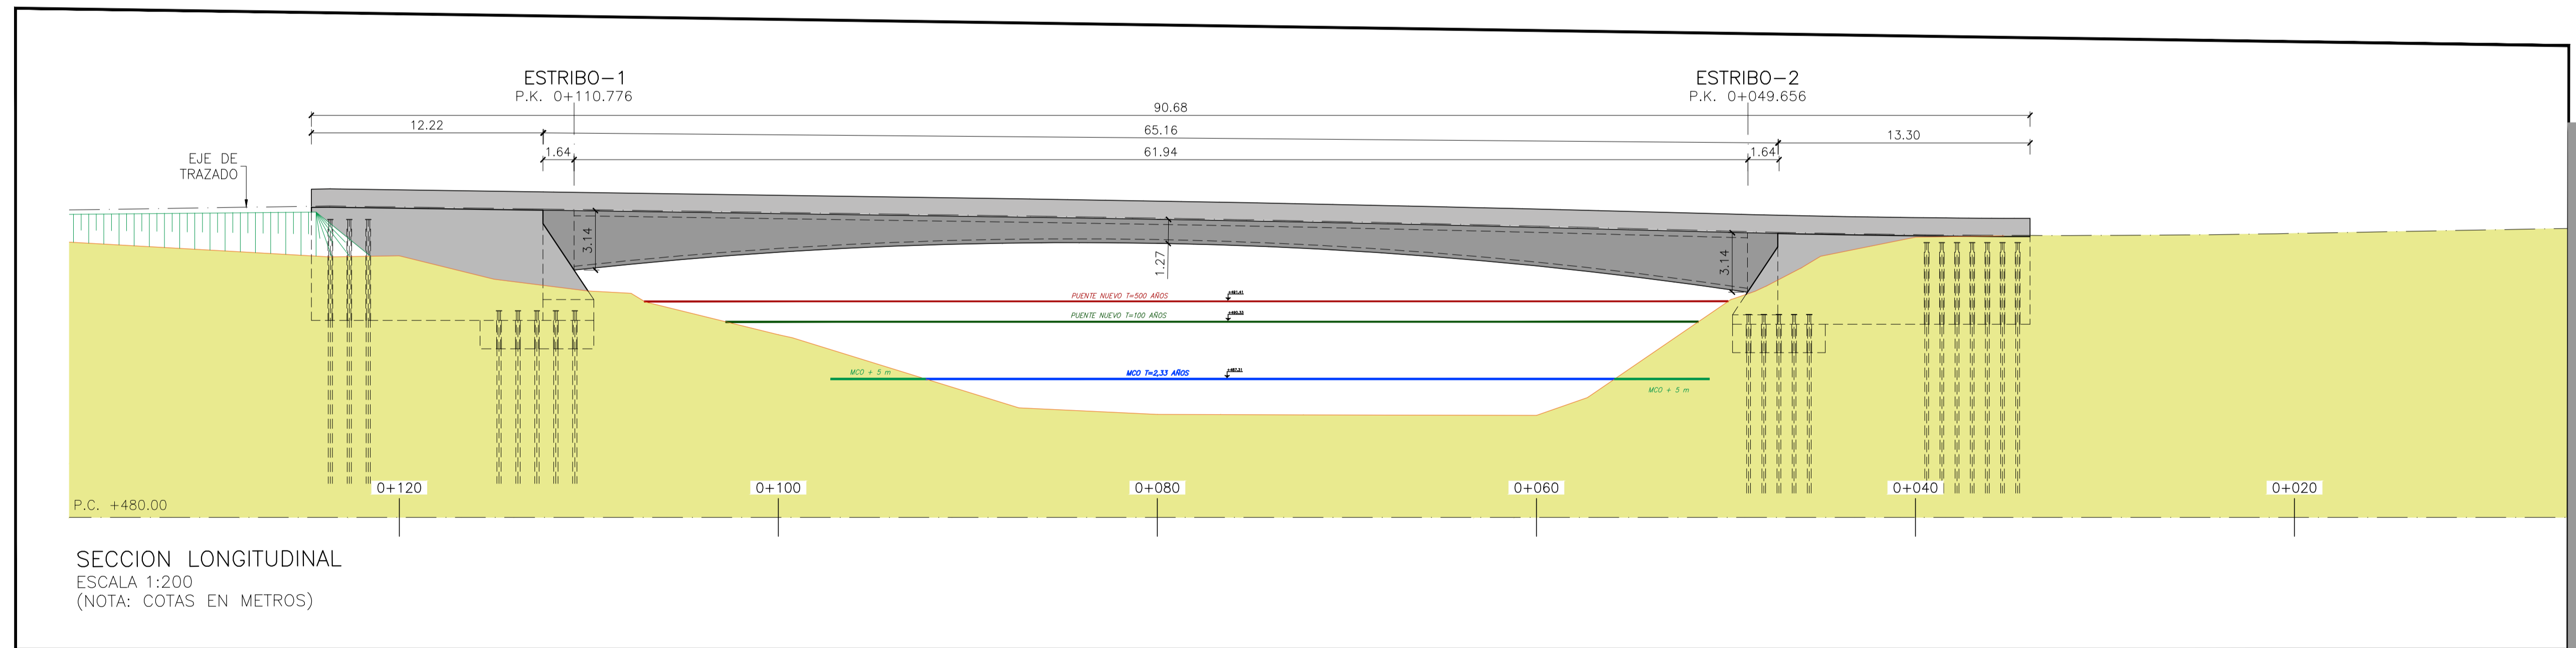 ESTRIBO-1
P.K. 0+110.776
ESTRIBO-2
P.K. 0+049.656
90.68
12.22
65.16
13.30
1.64
61.94
1.64
EJE DE
TRAZADO
3.14
1.27
3.14
PUENTE NUEVO T=500 AÑOS
PUENTE NUEVO T=100 AÑOS
MCO + 5 m
MCO T=2,33 AÑOS
MCO + 5 m
0+120
0+100
0+080
0+060
0+040
0+020
P.C. +480.00
SECCION LONGITUDINAL
ESCALA 1:200
(NOTA: COTAS EN METROS)